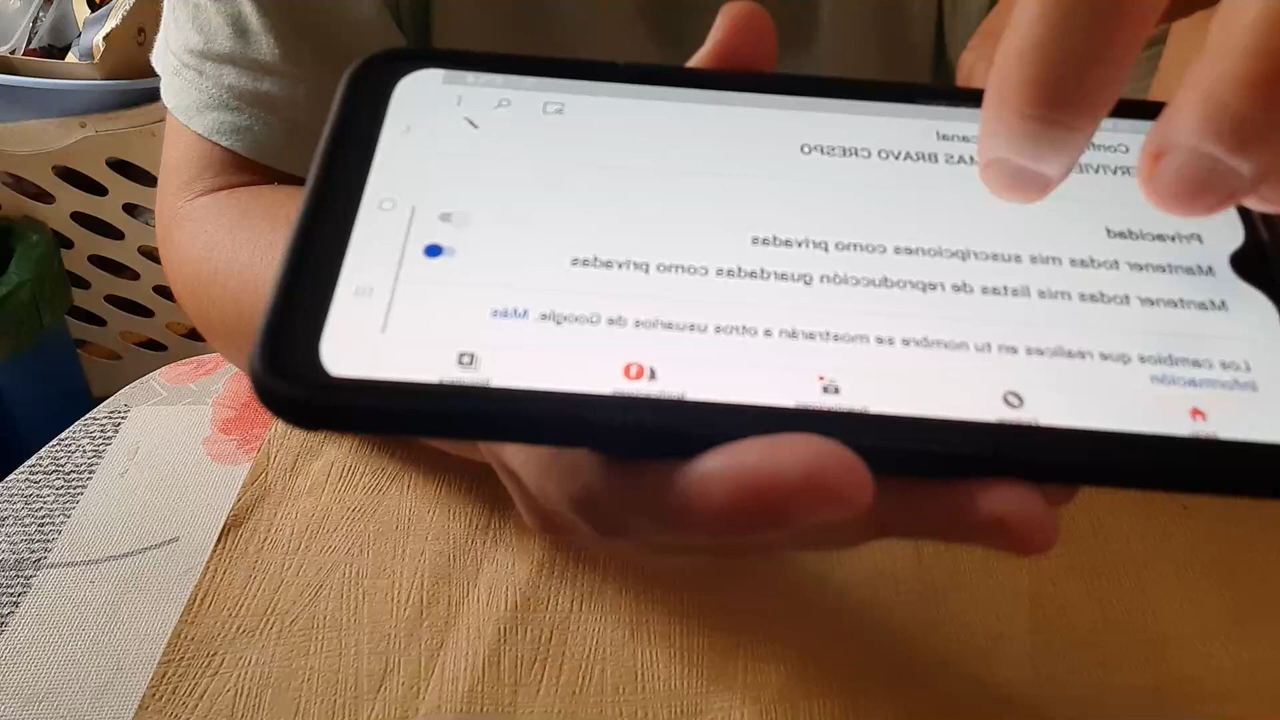 canal
BRAVO CRESPO
Privacidad
Mantener todas mis suscripciones como privadas
Mantener todas mis listas de reproducción guardadas como privadas
Los cambios que realices en tu nombre se mostrarán a otros usuarios de Google. Más
información